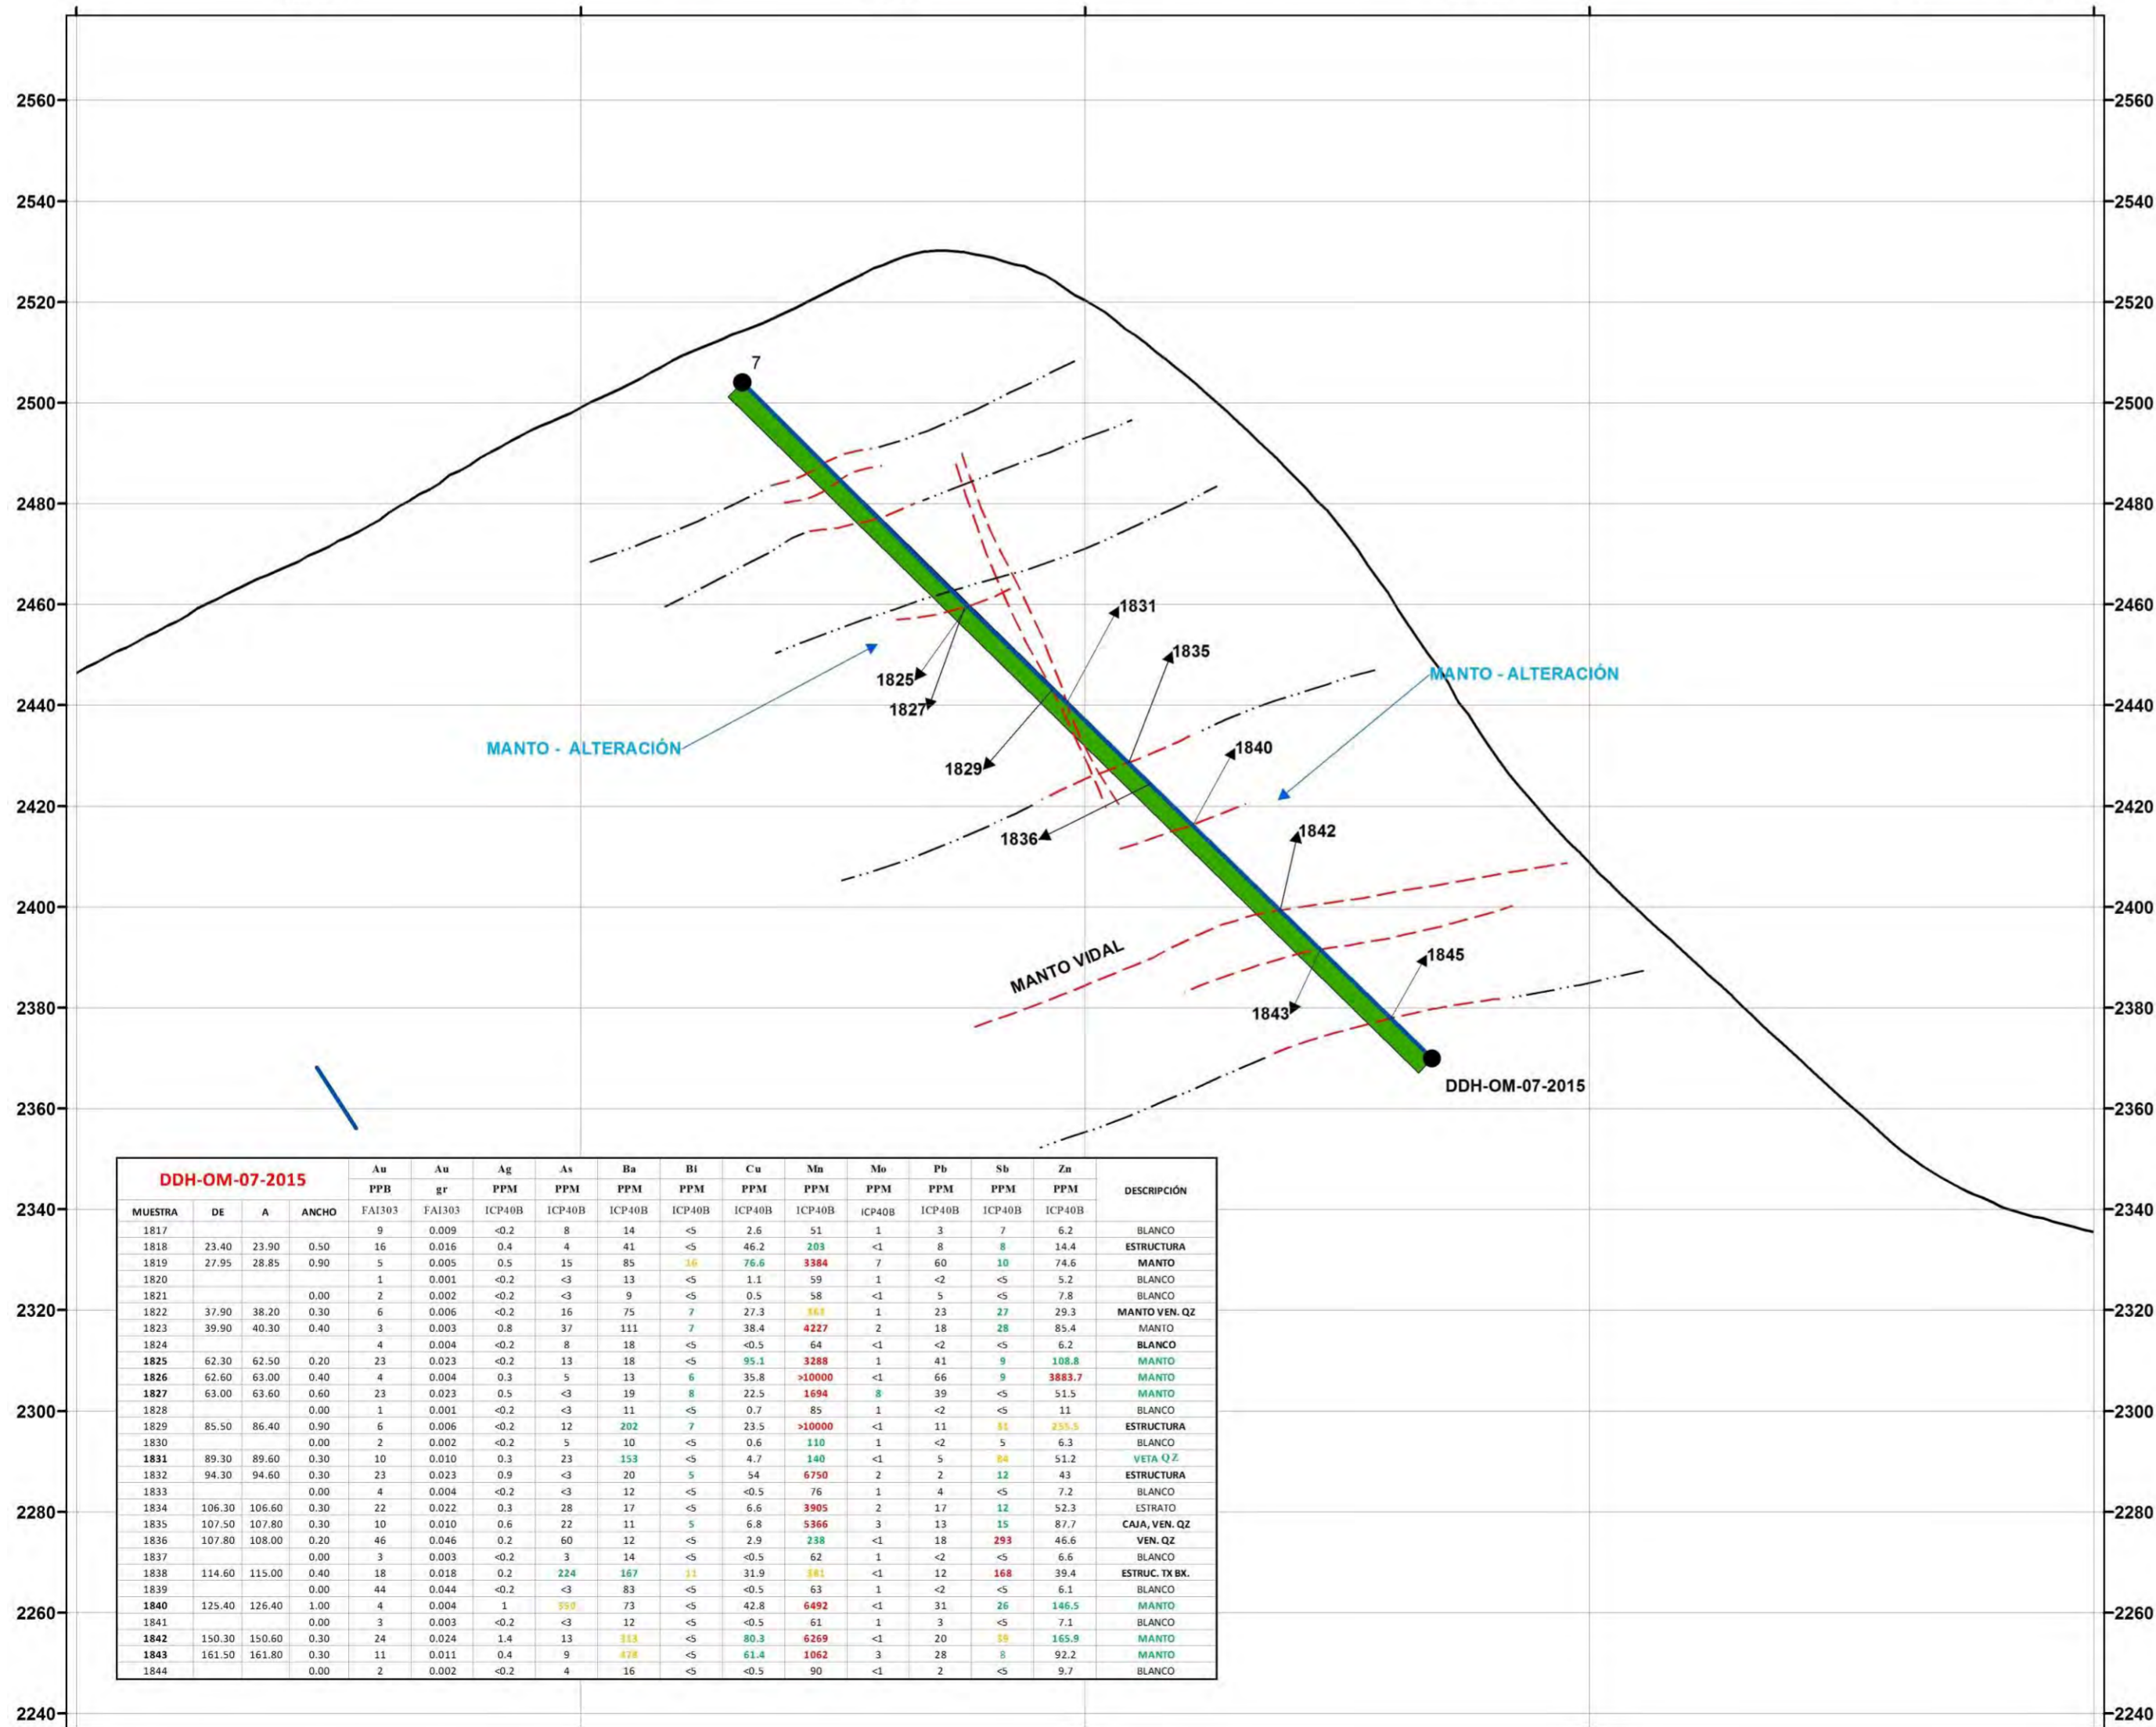 2560 2560
2540 2540
2520 2520
7
2500 2500
2480 2480
2460 2460
1831
1835
1825
MANTO - ALTERACIÓN
2440 2440
1827
MANTO - ALTERACIÓN
1840
1829
2420 2420
1842
1836
2400 2400
MANTO VIDAL
1845
2380 2380
1843
DDH-OM-07-2015
2360 2360
2340 2340
2320 2320
2300 2300
2280 2280
2260 2260
2240 2240
DDH-OM-07-2015 Au Au Ag As Ba Bi Cu Mn Mo Pb Sb Zn
PPB gr PPM PPM PPM PPM PPM PPM PPM PPM PPM PPM DESCRIPCIÓN
MUESTRA DE A ANCHO FAI303 FAI303 ICP40B ICP40B ICP40B ICP40B ICP40B ICP40B ICP40B ICP40B ICP40B ICP40B
1817 9 0.009 <0.2 8 14 <5 2.6 51 1 3 7 6.2 BLANCO
1818 23.40 23.90 0.50 16 0.016 0.4 4 41 <5 46.2 203 <1 8 8 14.4 ESTRUCTURA
1819 27.95 28.85 0.90 5 0.005 0.5 15 85 16 76.6 3384 7 60 10 74.6 MANTO
1820 1 0.001 <0.2 <3 13 <5 1.1 59 1 <2 <5 5.2 BLANCO
1821 0.00 2 0.002 <0.2 <3 9 <5 0.5 58 <1 5 <5 7.8 BLANCO
1822 37.90 38.20 0.30 6 0.006 <0.2 16 75 7 27.3 1 23 27 29.3 MANTO VEN. QZ
1823 39.90 40.30 0.40 3 0.003 0.8 37 111 7 38.4 4227 2 18 28 85.4 MANTO
1824 4 0.004 <0.2 8 18 <5 <0.5 64 <1 <2 <5 6.2 BLANCO
1825 62.30 62.50 0.20 23 0.023 <0.2 13 18 <5 95.1 3288 1 41 9 108.8 MANTO
1826 62.60 63.00 0.40 4 0.004 0.3 5 13 6 35.8 >10000 <1 66 9 3883.7 MANTO
1827 63.00 63.60 0.60 23 0.023 0.5 <3 19 8 22.5 1694 8 39 <5 51.5 MANTO
1828 0.00 1 0.001 <0.2 <3 11 <5 0.7 85 1 <2 <5 11 BLANCO
1829 85.50 86.40 0.90 6 0.006 <0.2 12 202 7 23.5 >10000 <1 11 255.5 ESTRUCTURA
1830 0.00 2 0.002 <0.2 5 10 <5 0.6 110 1 <2 5 6.3 BLANCO
1831 89.30 89.60 0.30 10 0.010 0.3 23 153 <5 4.7 140 <1 5 51.2 VETA QZ
1832 94.30 94.60 0.30 23 0.023 0.9 <3 20 5 54 6750 2 2 12 43 ESTRUCTURA
1833 0.00 4 0.004 <0.2 <3 12 <5 <0.5 76 1 4 <5 7.2 BLANCO
1834 106.30 106.60 0.30 22 0.022 0.3 28 17 <5 6.6 3905 2 17 12 52.3 ESTRATO
1835 107.50 107.80 0.30 10 0.010 0.6 22 11 5 6.8 5366 3 13 15 87.7 CAJA, VEN. QZ
1836 107.80 108.00 0.20 46 0.046 0.2 60 12 <5 2.9 238 <1 18 293 46.6 VEN. QZ
1837 0.00 3 0.003 <0.2 3 14 <5 <0.5 62 1 <2 <5 6.6 BLANCO
1838 114.60 115.00 0.40 18 0.018 0.2 224 167 11 31.9 <1 12 168 39.4 ESTRUC. TX BX.
1839 0.00 44 0.044 <0.2 <3 83 <5 <0.5 63 1 <2 <5 6.1 BLANCO
1840 125.40 126.40 1.00 4 0.004 1 73 <5 42.8 6492 <1 31 26 146.5 MANTO
1841 0.00 3 0.003 <0.2 <3 12 <5 <0.5 61 1 3 <5 7.1 BLANCO
1842 150.30 150.60 0.30 24 0.024 1.4 13 <5 80.3 6269 <1 20 165.9 MANTO
1843 161.50 161.80 0.30 11 0.011 0.4 9 <5 61.4 1062 3 28 8 92.2 MANTO
1844 0.00 2 0.002 <0.2 4 16 <5 <0.5 90 <1 2 <5 9.7 BLANCO